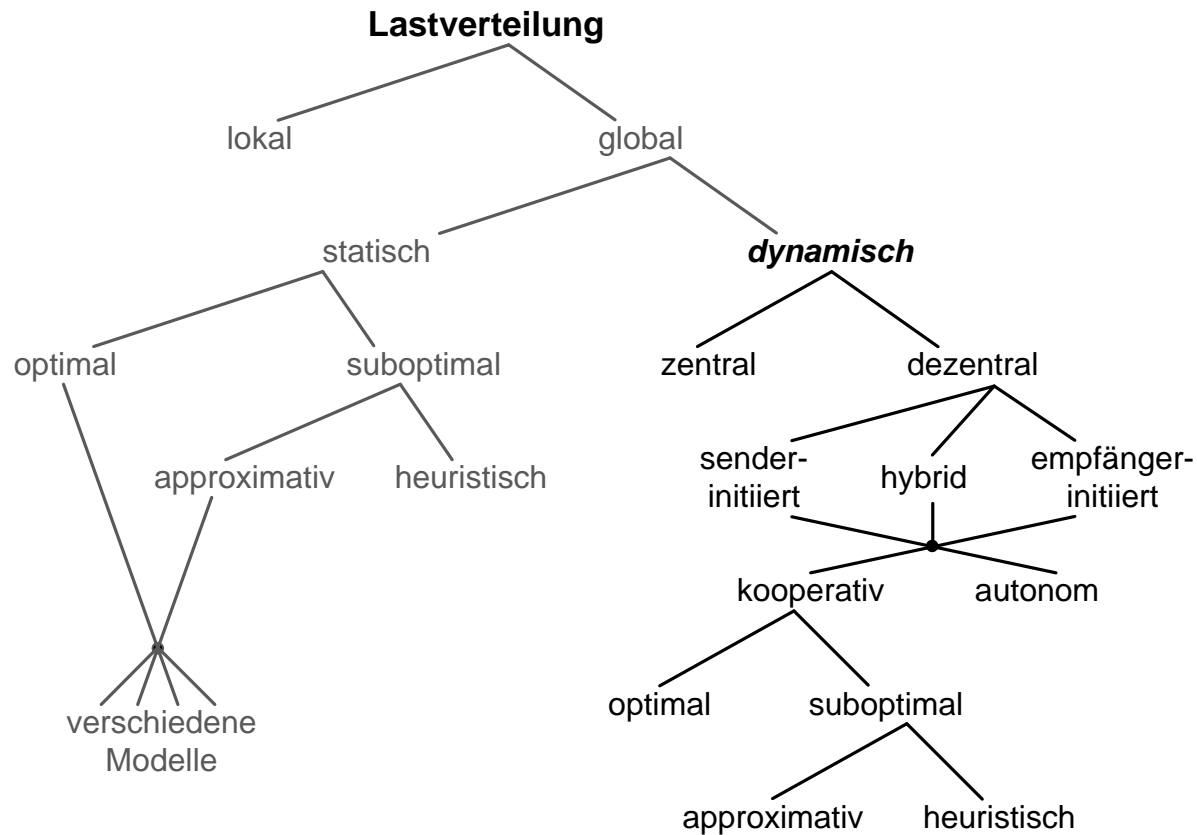 Lastverteilung
lokal
global
statisch
dynamisch
optimal
suboptimal
zentral
dezentral
approximativ
heuristisch
sender-
initiiert
hybrid
empfänger-
initiiert
kooperativ
autonom
optimal
suboptimal
verschiedene
Modelle
approximativ
heuristisch